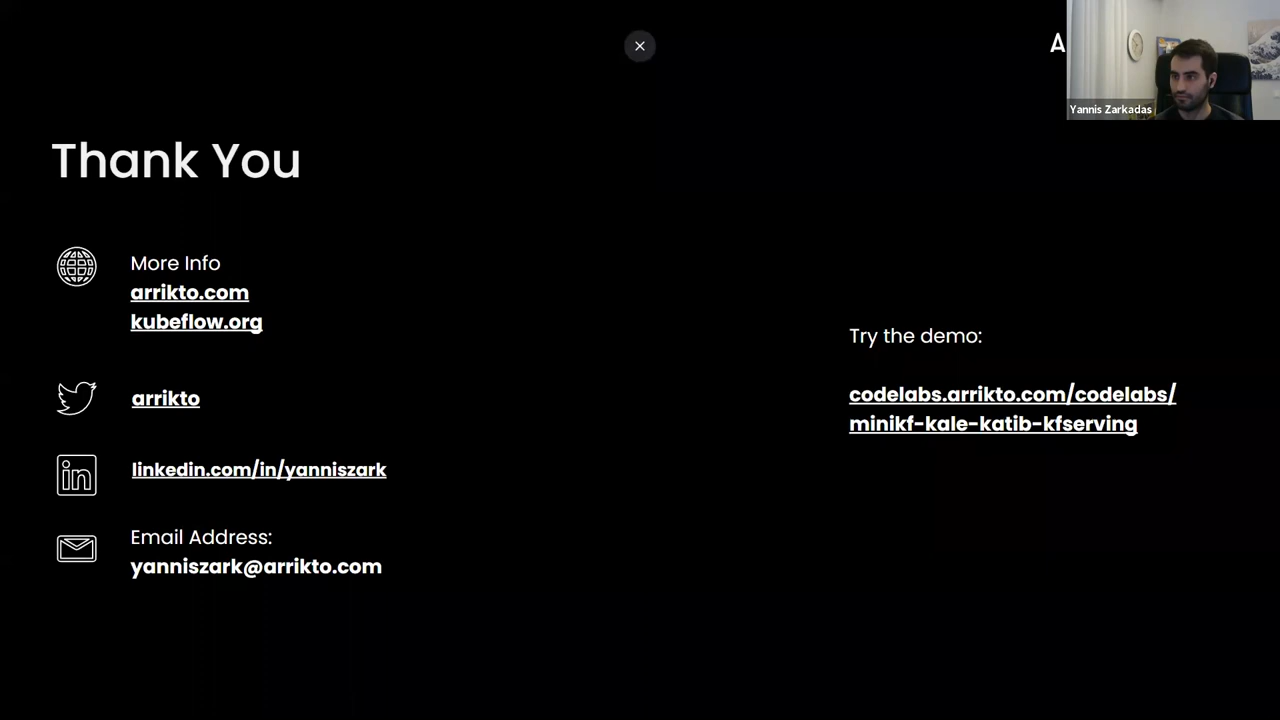 Thank You
More Info
arrikto.com
kubeflow.org
arrikto
linkedin.com/in/yanniszark
Email Address:
yanniszark@arrikto.com
Try the demo:
codelabs.arrikto.com/codelabs/
minikf-kale-katib-kfserving
A
Yannis Zarkadas